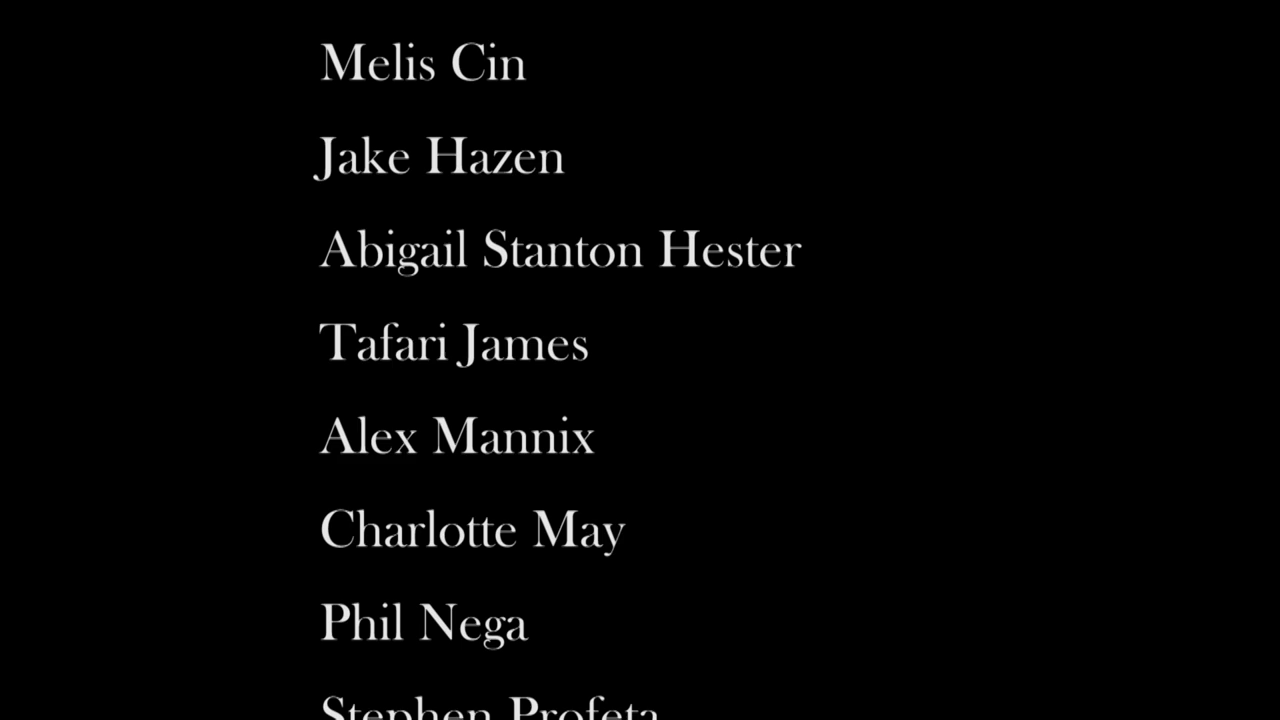 Melis Cin
Jake Hazen
Abigail Stanton Hester
Tafari James
Alex Mannix
Charlotte May
Phil Nega
Stephen Profeta